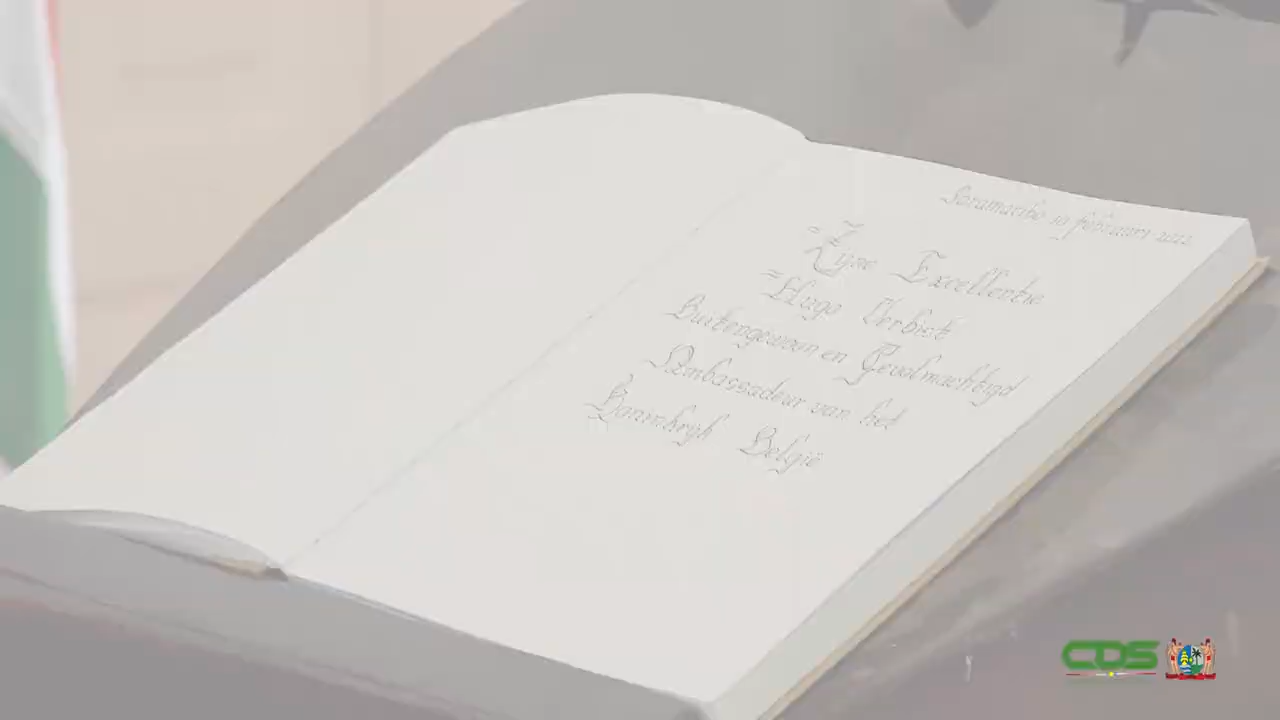 Paramaribo 10 februari 2022
Zijne Excellentie
Hugo Verbist
Buitengewoon en Gevolmachtigd
Ambassadeur van het
Koninkrijk België
CDS